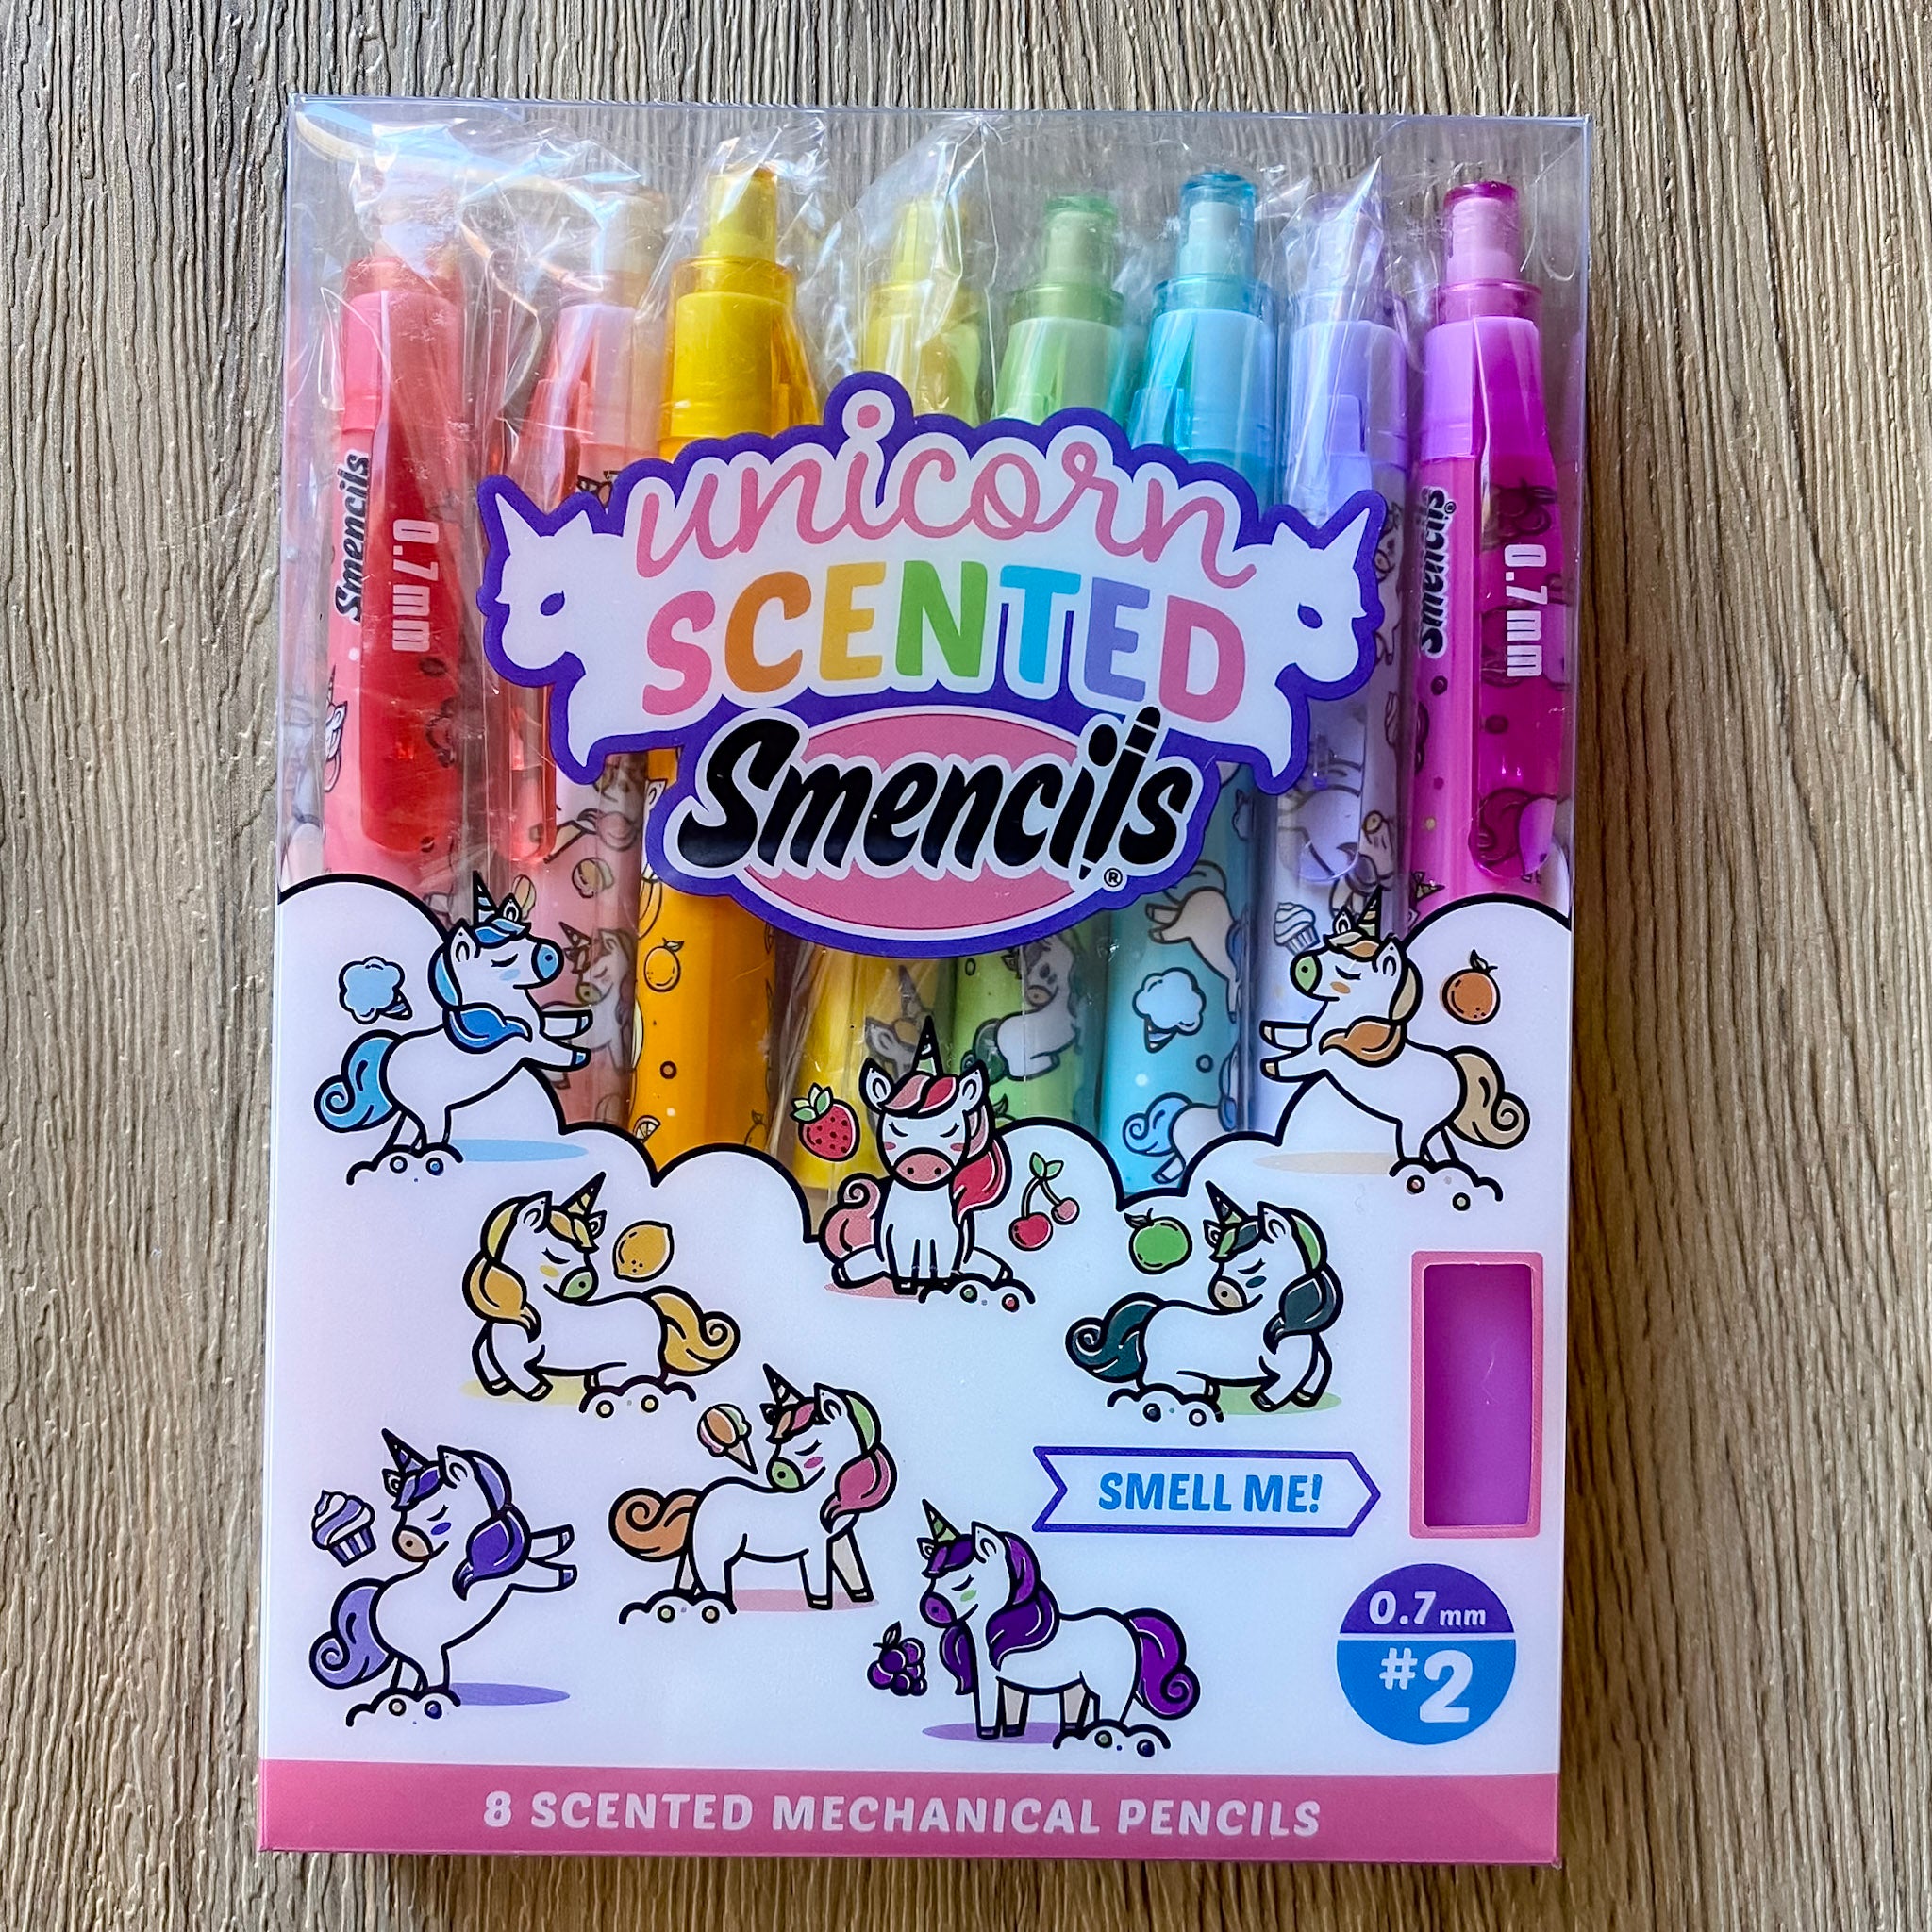 Smencils
0.7mm
Smencils®
0.7mm
unicorn
SCENTED
Smencils®
SMELL ME!
0.7mm
#2
8 SCENTED MECHANICAL PENCILS